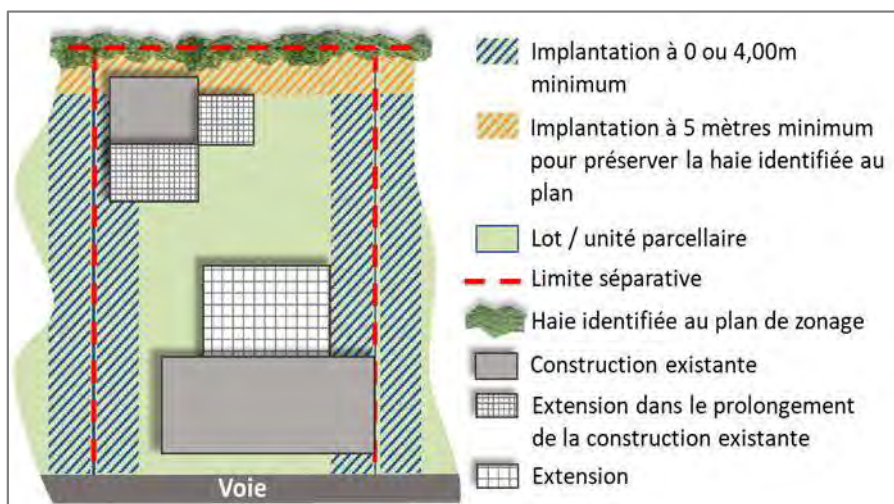 Implantation à 0 ou 4,00m
minimum
Implantation à 5 mètres minimum
pour préserver la haie identifiée au
plan
Lot / unité parcellaire
Limite séparative
Haie identifiée au plan de zonage
Construction existante
Extension dans le prolongement
de la construction existante
Extension
Voie